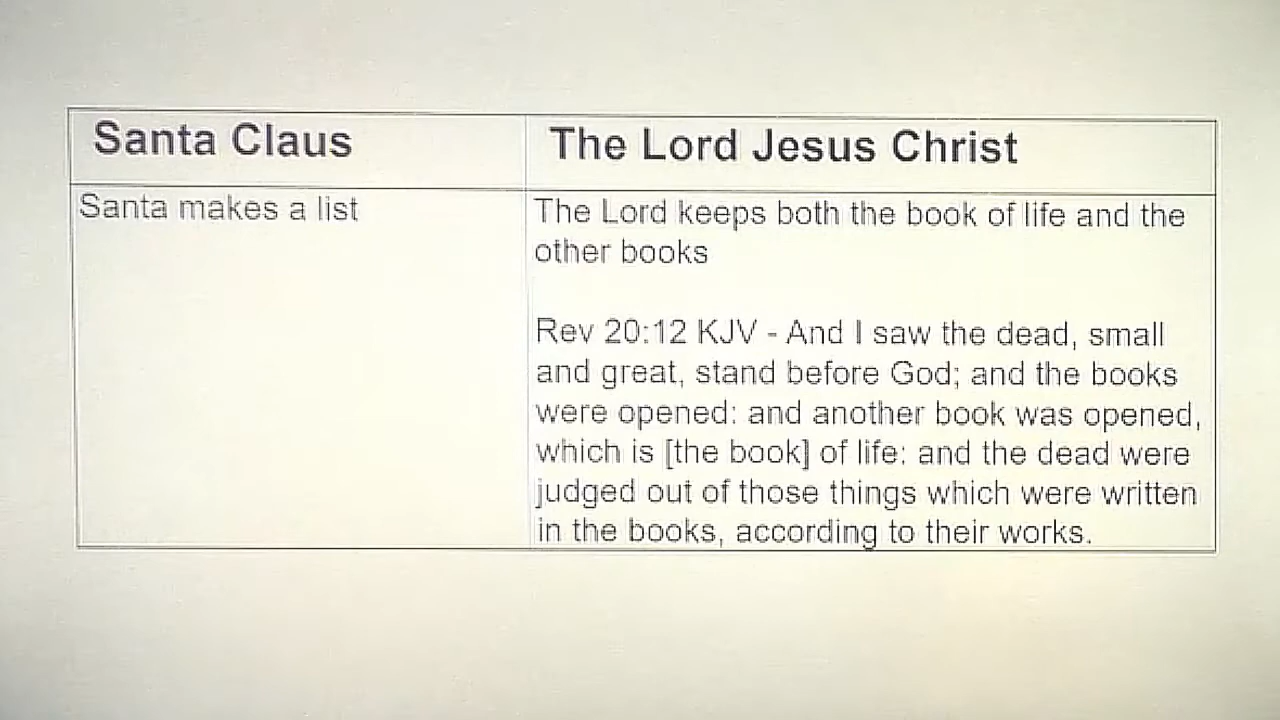 Santa Claus
The Lord Jesus Christ
Santa makes a list
The Lord keeps both the book of life and the
other books
Rev 20:12 KJV - And I saw the dead, small
and great, stand before God; and the books
were opened: and another book was opened,
which is [the book] of life: and the dead were
judged out of those things which were written
in the books, according to their works.